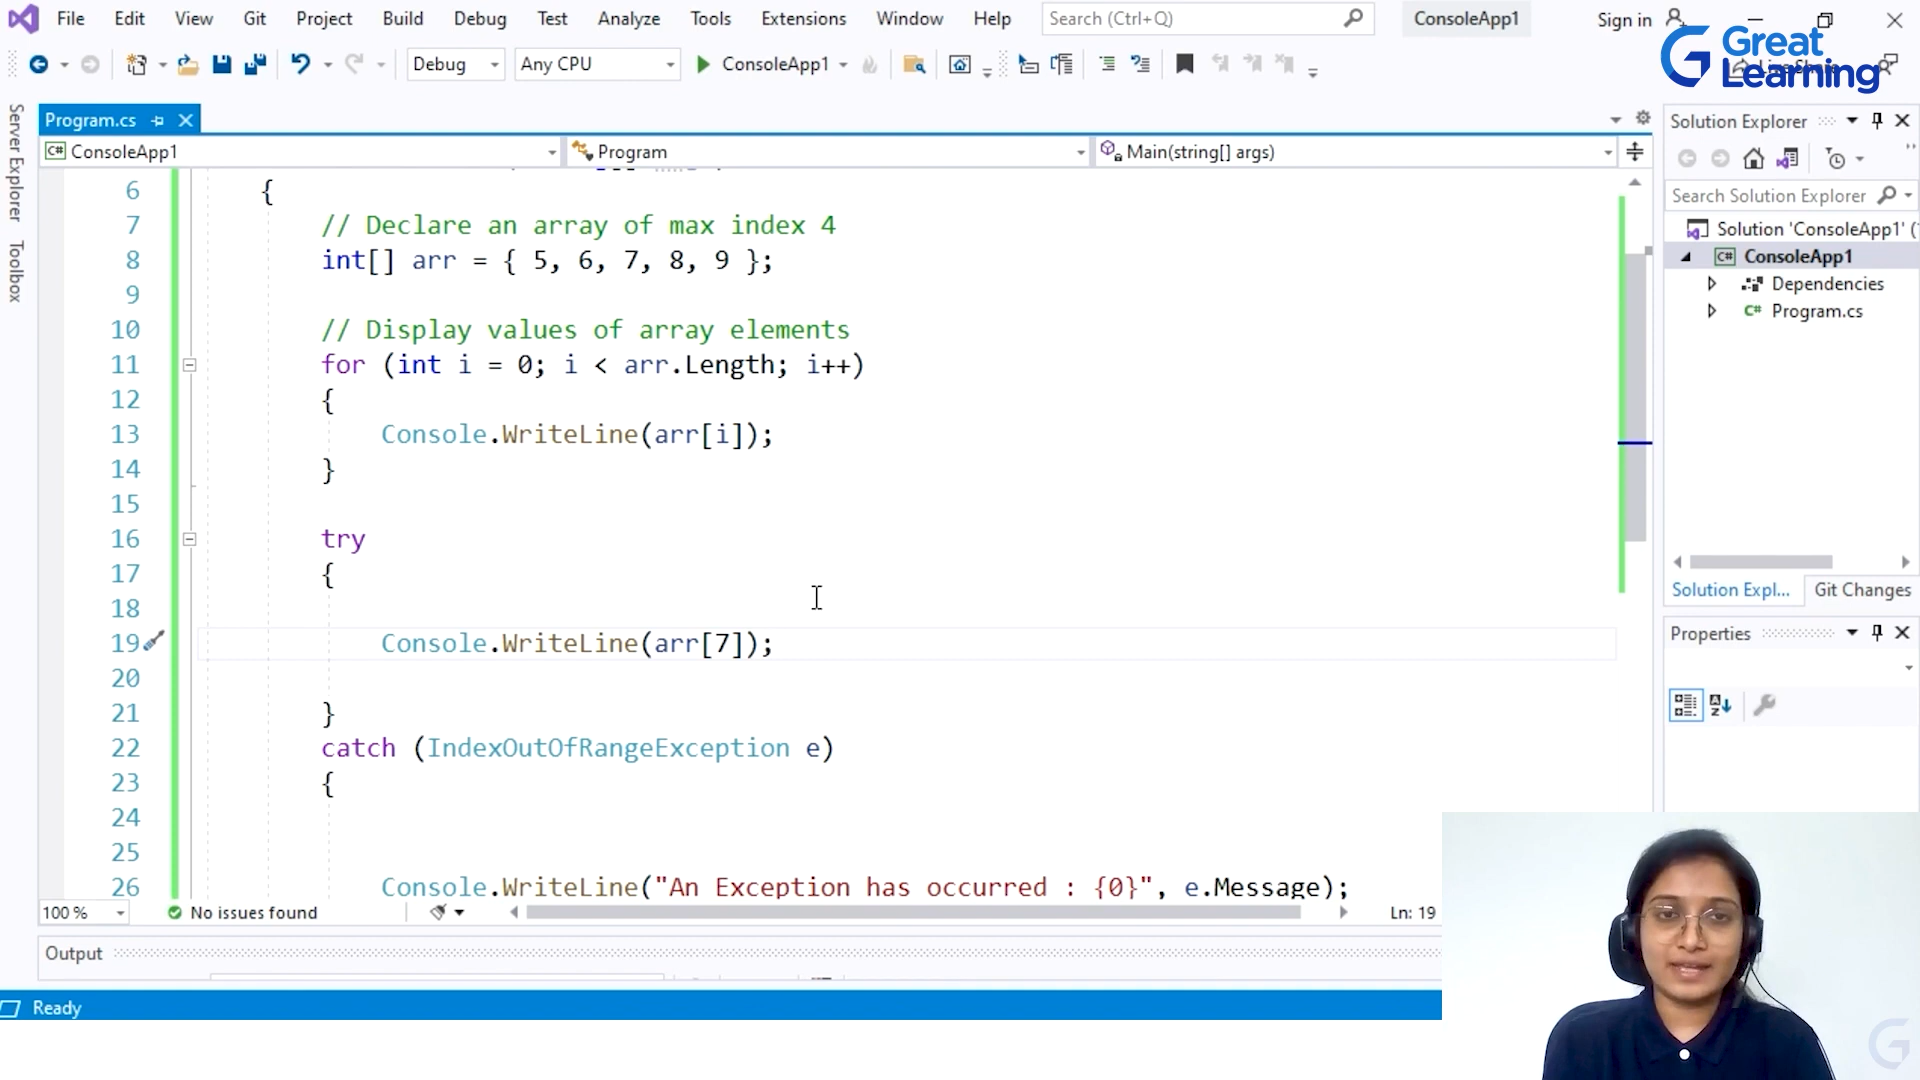 File Edit View Git Project Build Debug Test Analyze Tools Extensions Window Help Search (Ctrl+Q) ConsoleApp1 Sign in
Great
Learning
Debug Any CPU ConsoleApp1
Server Explorer
Toolbox
Program.cs
ConsoleApp1 Program Main(string[] args)
6 {
7 // Declare an array of max index 4
8 int[] arr = { 5, 6, 7, 8, 9 };
9
10 // Display values of array elements
11 for (int i = 0; i < arr.Length; i++)
12 {
13 Console.WriteLine(arr[i]);
14 }
15
16 try
17 {
18
19 Console.WriteLine(arr[7]);
20
21 }
22 catch (IndexOutOfRangeException e)
23 {
24
25
26 Console.WriteLine("An Exception has occurred : {0}", e.Message);
100 % No issues found Ln: 19
Output
Ready
Solution Explorer
Search Solution Explorer
Solution 'ConsoleApp1' (
C# ConsoleApp1
Dependencies
C# Program.cs
Solution Expl... Git Changes
Properties